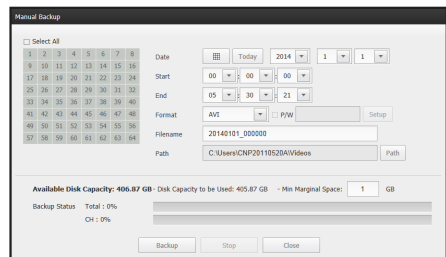 Manual Backup
Select All
1 2 3 4 5 6 7 8
9 10 11 12 13 14 15 16
17 18 19 20 21 22 23 24
25 26 27 28 29 30 31 32
33 34 35 36 37 38 39 40
41 42 43 44 45 46 47 48
49 50 51 52 53 54 55 56
57 58 59 60 61 62 63 64
Date Today 2014 1 1
Start 00 : 00 : 00
End 05 : 30 : 21
Format AVI P/W Setup
Filename 20140101_000000
Path C:\Users\CNP20110520A\Videos Path
Available Disk Capacity: 406.87 GB - Disk Capacity to be Used: 405.87 GB - Min Marginal Space: 1 GB
Backup Status Total : 0%
CH : 0%
Backup Stop Close